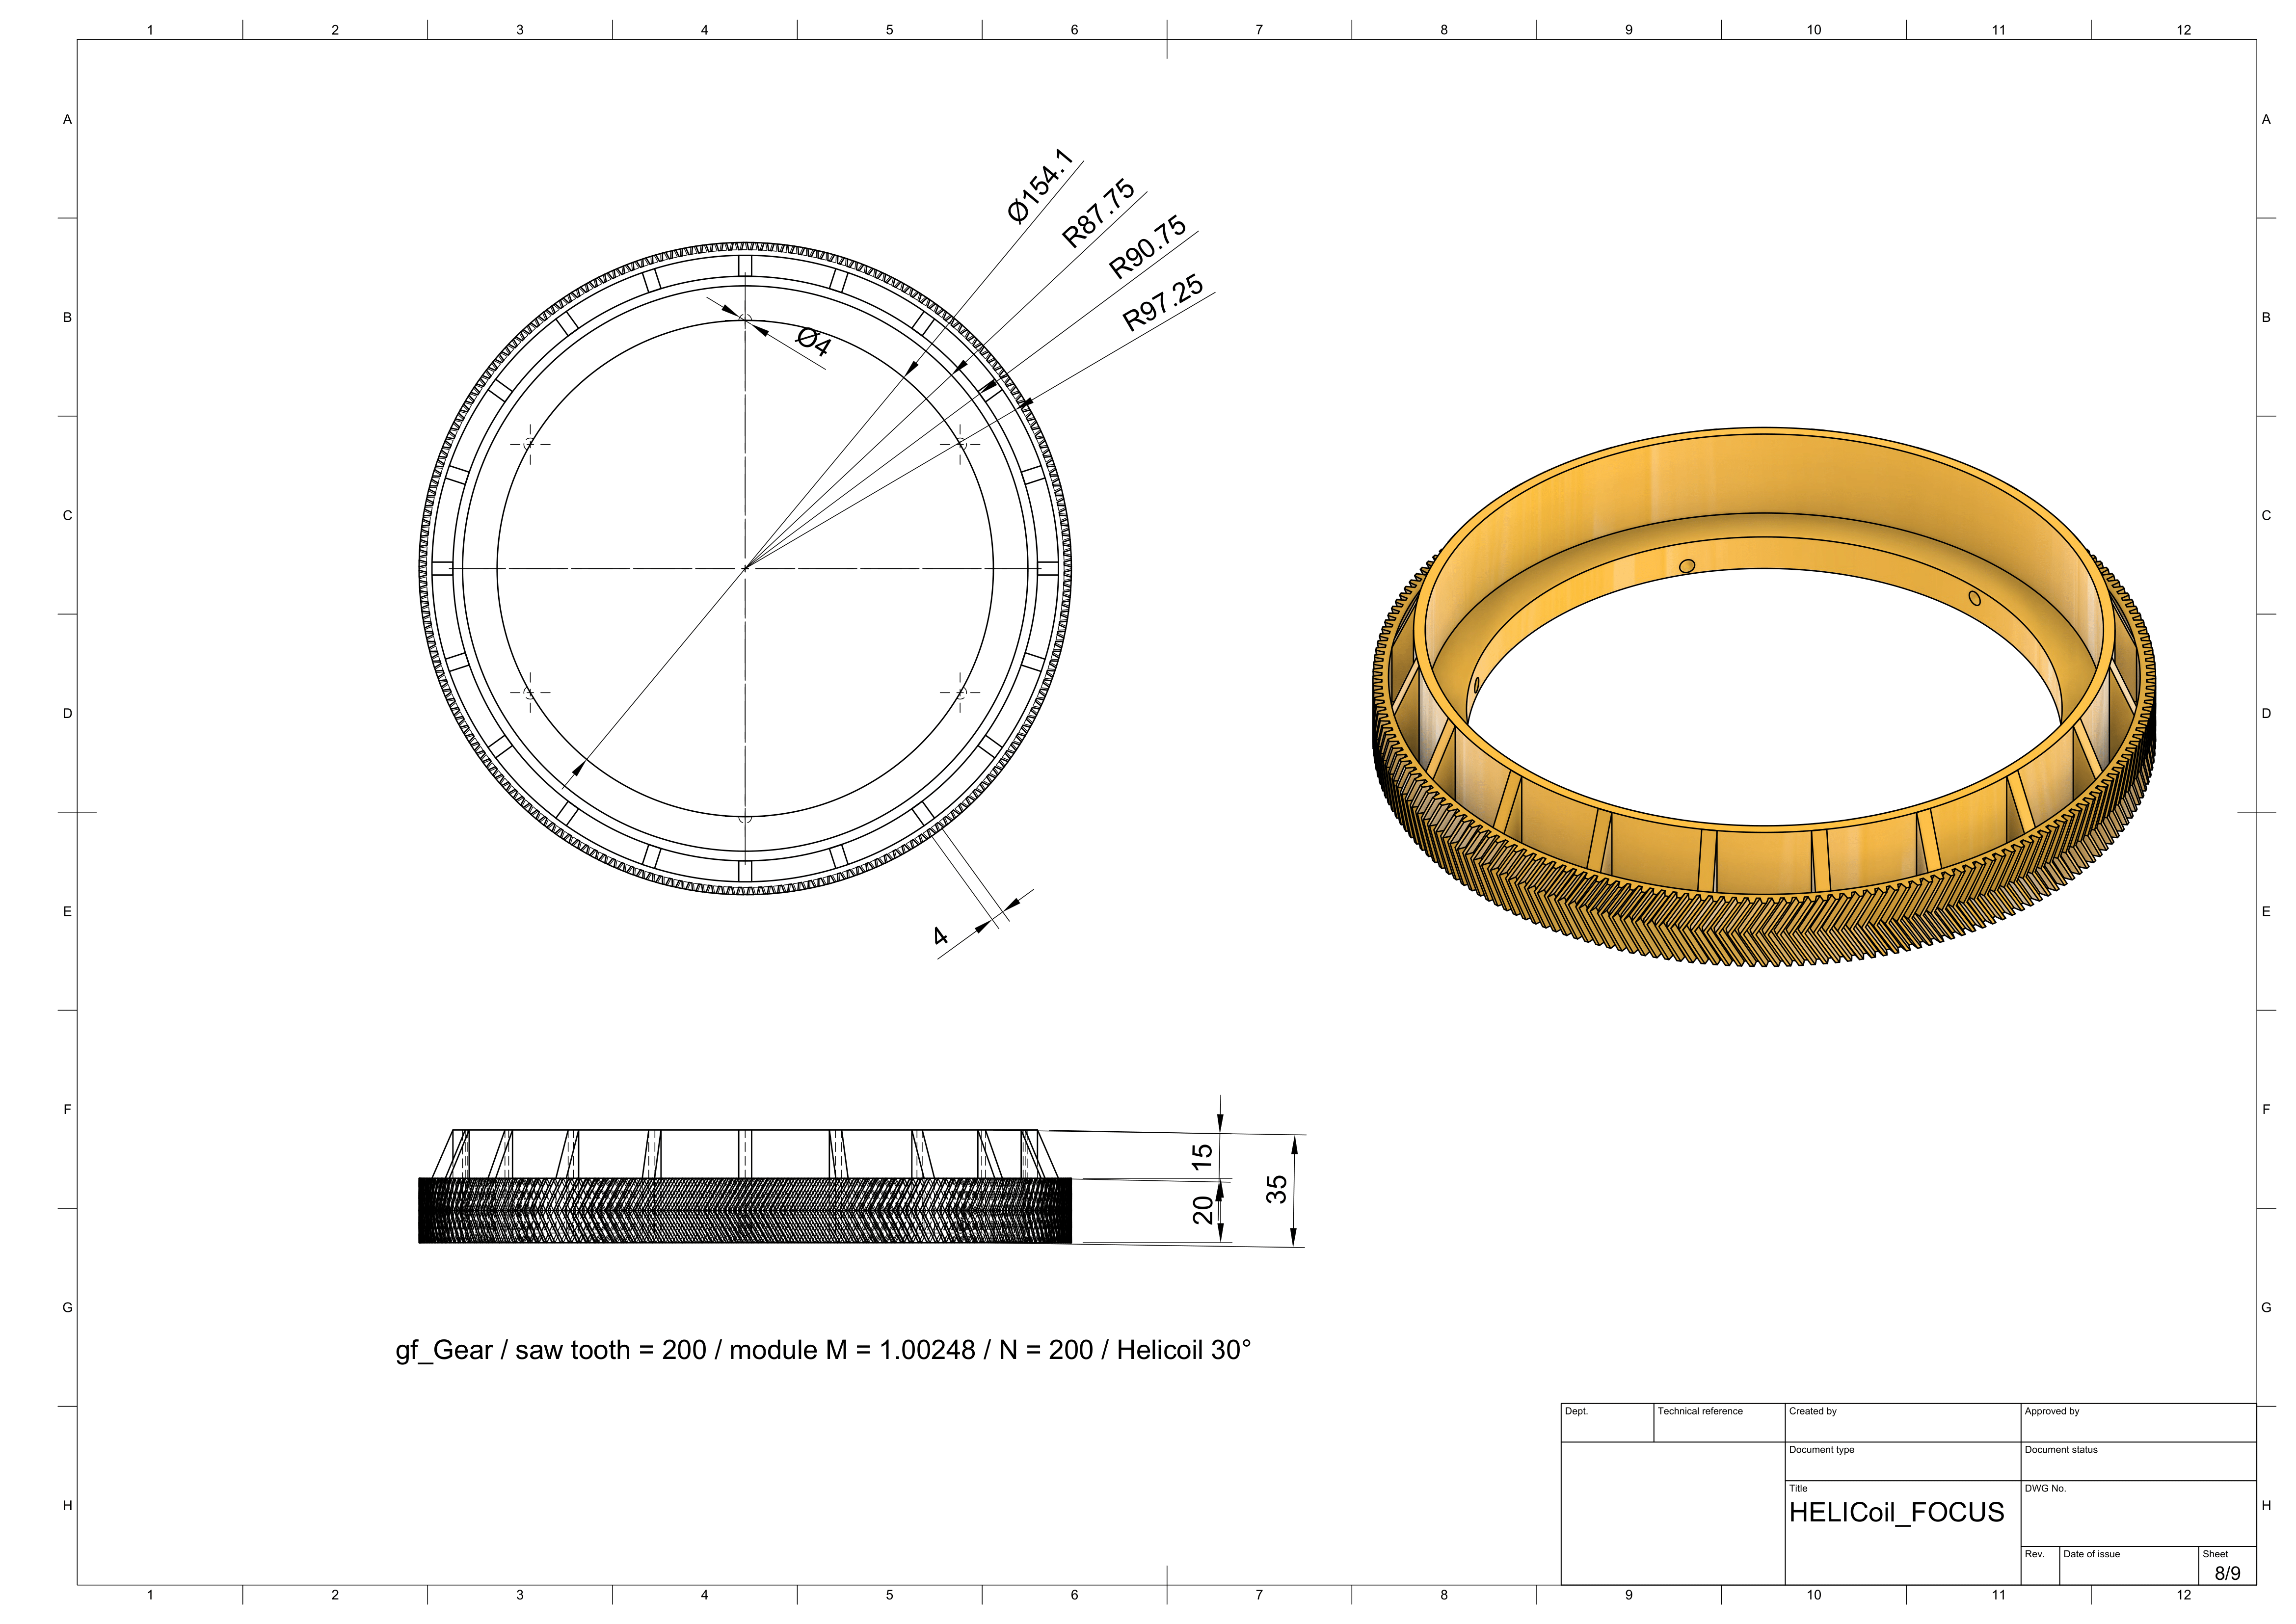 1 2 3 4 5 6 7 8 9 10 11 12
A A
B B
C C
D D
E E
F F
G G
H H
Ø154.1
R87.75
R90.75
R97.25
Ø4
4
15
20
35
gf_Gear / saw tooth = 200 / module M = 1.00248 / N = 200 / Helicoil 30°
Dept. Technical reference Created by Approved by
Document type Document status
Title DWG No.
HELICoil_FOCUS
Rev. Date of issue Sheet
8/9
1 2 3 4 5 6 7 8 9 10 11 12